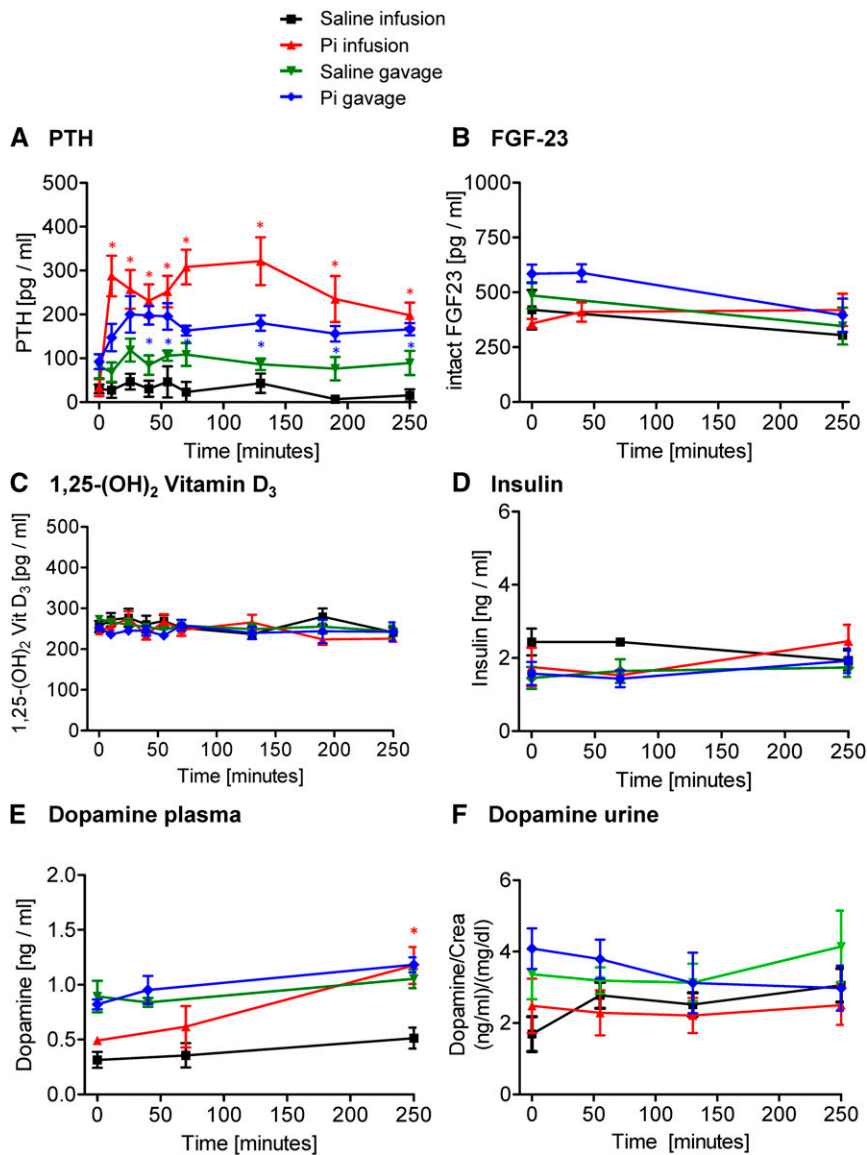 Saline infusion
Pi infusion
Saline gavage
Pi gavage
A PTH
500
400
300
200
100
0
PTH [pg / ml]
* * * * * * * *
* * * * *
0 50 100 150 200 250
Time [minutes]
B FGF-23
1000
750
500
250
0
intact FGF23 [pg / ml]
0 50 100 150 200 250
Time [minutes]
C 1,25-(OH)₂ Vitamin D₃
500
400
300
200
100
0
1,25-(OH)₂ Vit D₃ [pg / ml]
0 50 100 150 200 250
Time [minutes]
D Insulin
6
4
2
0
Insulin [ng / ml]
0 50 100 150 200 250
Time [minutes]
E Dopamine plasma
2.0
1.5
1.0
0.5
0.0
Dopamine [ng / ml]
*
0 50 100 150 200 250
Time [minutes]
F Dopamine urine
6
4
2
0
Dopamine/Crea
(ng/ml)/(mg/dl)
0 50 100 150 200 250
Time [minutes]